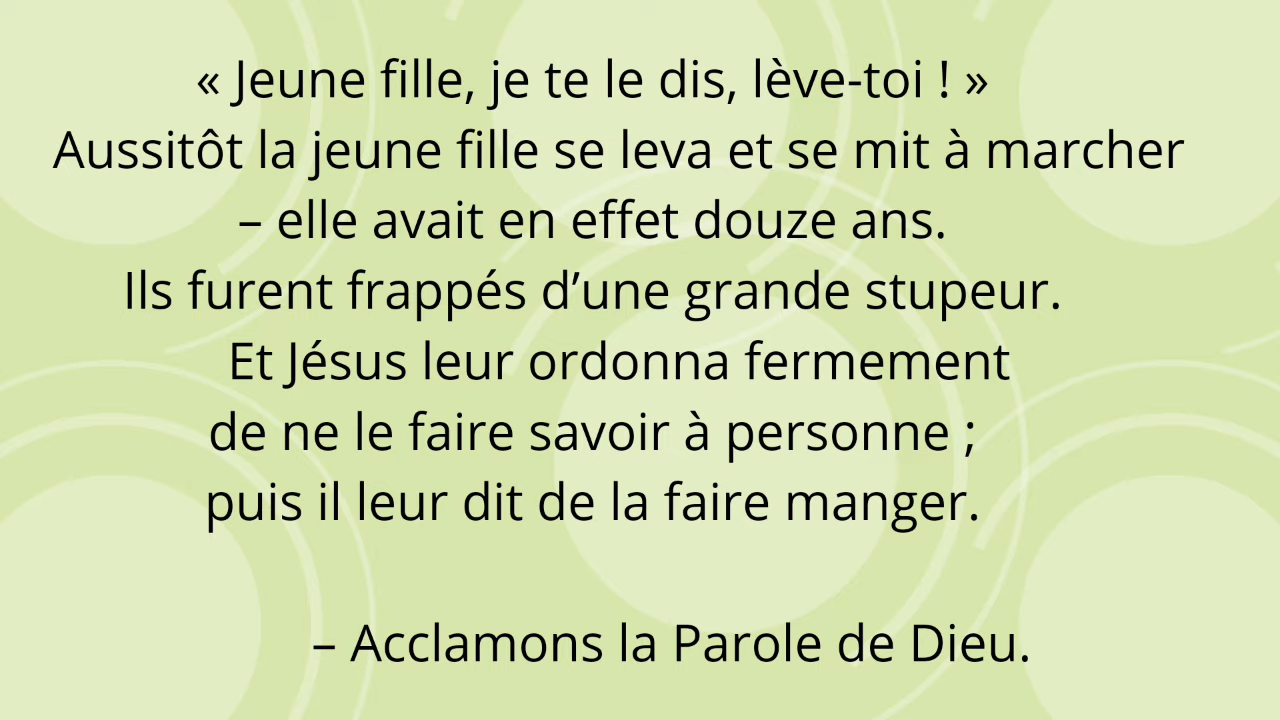 « Jeune fille, je te le dis, lève-toi ! »
Aussitôt la jeune fille se leva et se mit à marcher
– elle avait en effet douze ans.
Ils furent frappés d’une grande stupeur.
Et Jésus leur ordonna fermement
de ne le faire savoir à personne ;
puis il leur dit de la faire manger.
– Acclamons la Parole de Dieu.